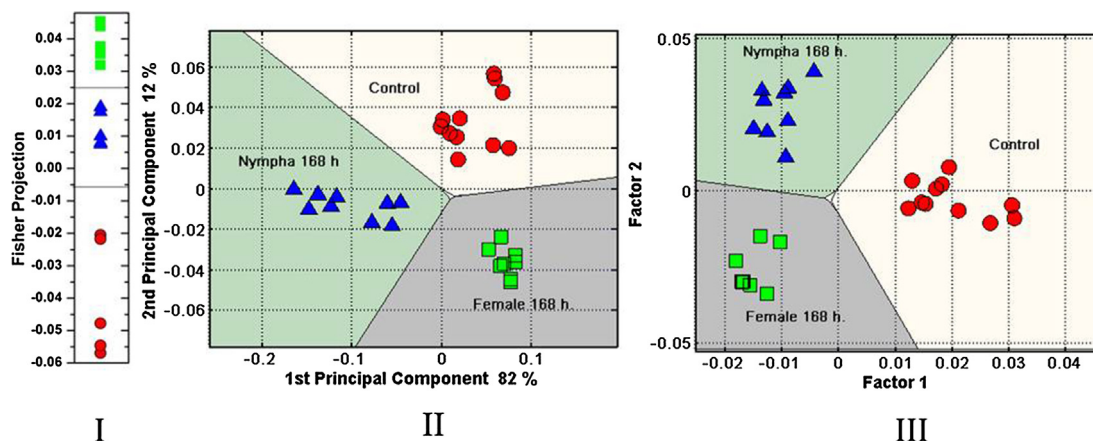 Fisher Projection
0.04
0.03
0.02
0.01
0.00
-0.01
-0.02
-0.03
-0.04
-0.05
-0.06
I
2nd Principal Component 12 %
0.06
0.04
0.02
0
-0.02
-0.04
-0.06
Control
Nympha 168 h
Female 168 h.
-0.2 -0.1 0 0.1
1st Principal Component 82 %
II
Factor 2
0.05
0
-0.05
Nympha 168 h.
Control
Female 168 h.
-0.02 -0.01 0 0.01 0.02 0.03 0.04
Factor 1
III